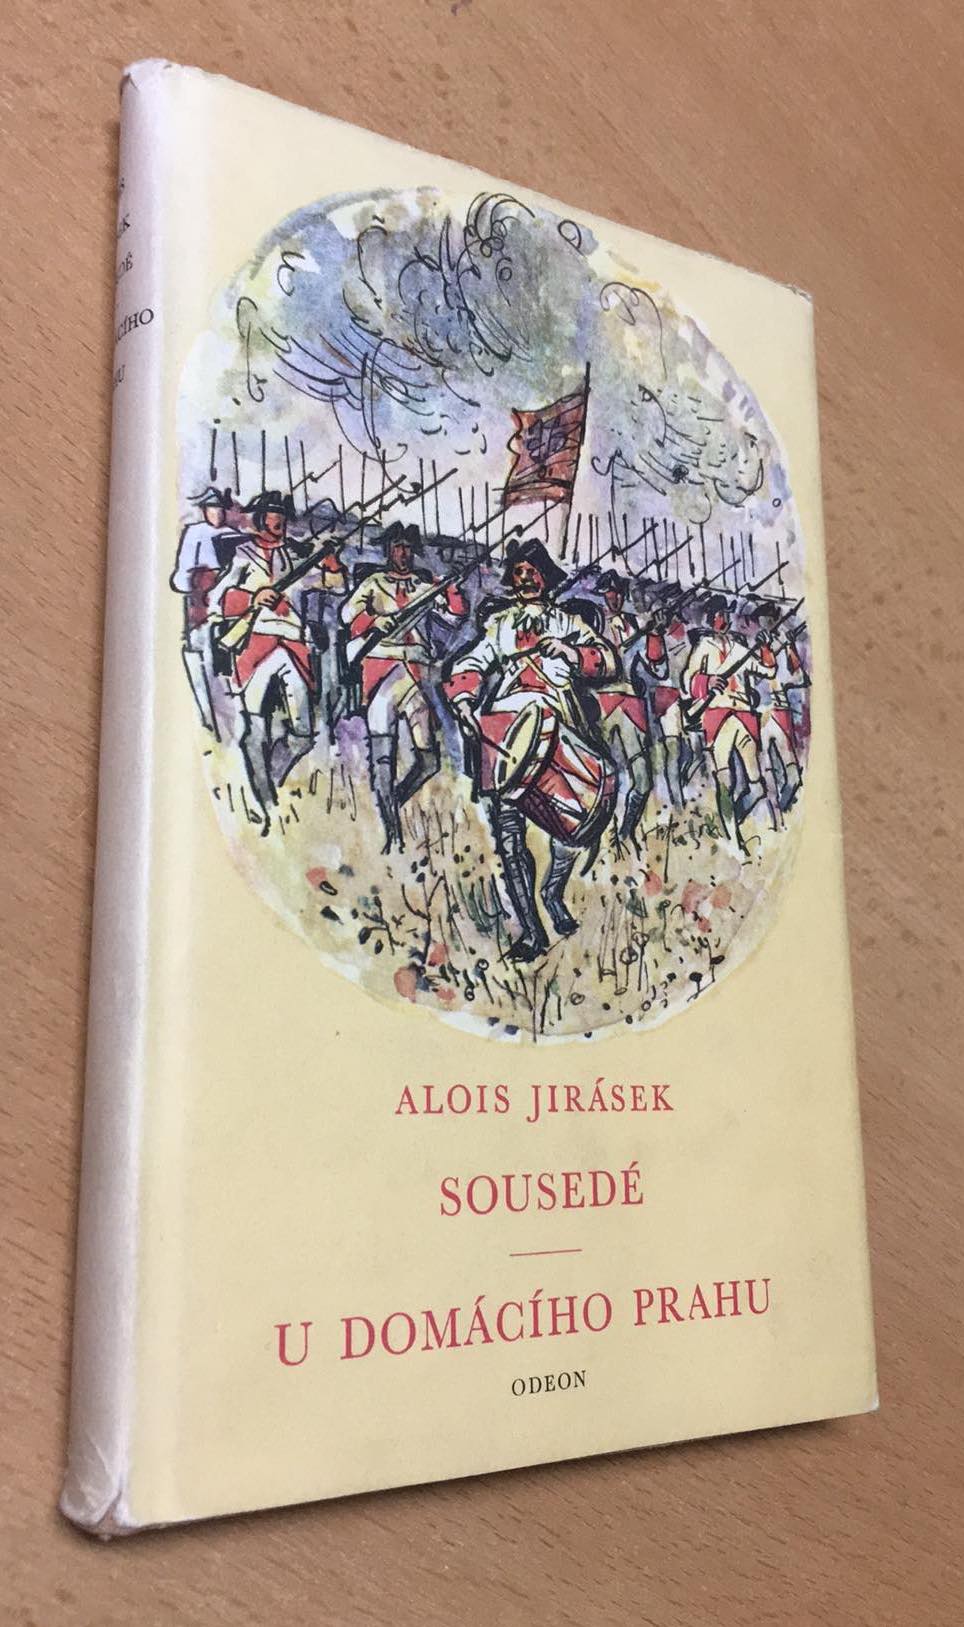 ALOIS JIRÁSEK
SOUSEDÉ
U DOMÁCÍHO PRAHU
ODEON